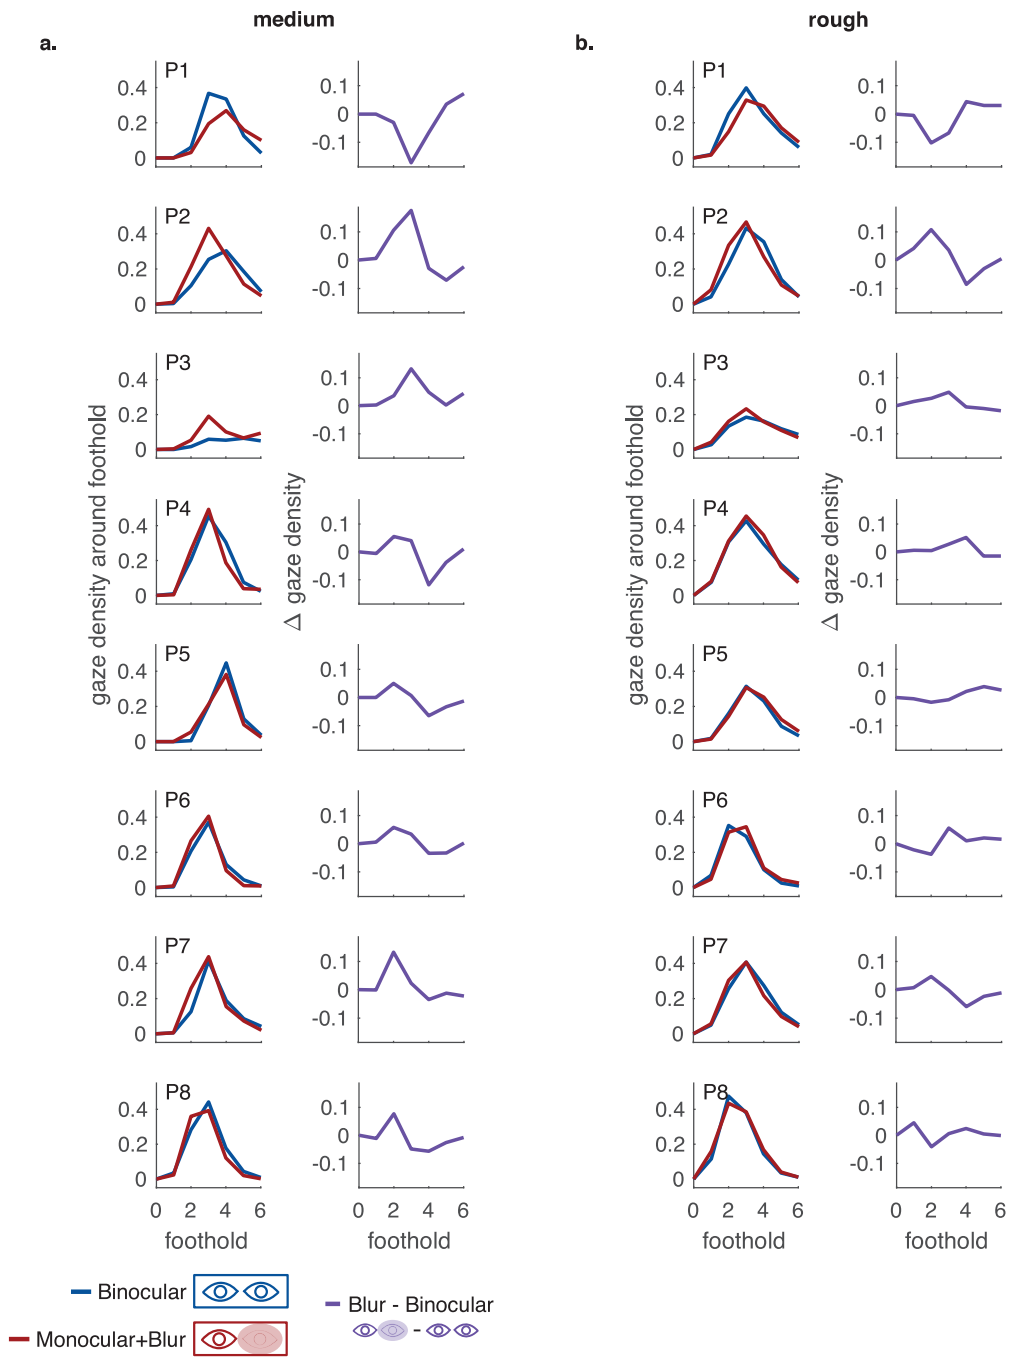 medium
rough
a.
b.
P1
0.4
0.2
0
0.1
0
-0.1
P1
0.4
0.2
0
0.1
0
-0.1
P2
0.4
0.2
0
0.1
0
-0.1
P2
0.4
0.2
0
0.1
0
-0.1
P3
0.4
0.2
0
0.1
0
-0.1
P3
0.4
0.2
0
0.1
0
-0.1
gaze density around foothold
Δ gaze density
gaze density around foothold
Δ gaze density
P4
0.4
0.2
0
0.1
0
-0.1
P4
0.4
0.2
0
0.1
0
-0.1
P5
0.4
0.2
0
0.1
0
-0.1
P5
0.4
0.2
0
0.1
0
-0.1
P6
0.4
0.2
0
0.1
0
-0.1
P6
0.4
0.2
0
0.1
0
-0.1
P7
0.4
0.2
0
0.1
0
-0.1
P7
0.4
0.2
0
0.1
0
-0.1
P8
0.4
0.2
0
0.1
0
-0.1
P8
0.4
0.2
0
0.1
0
-0.1
0 2 4 6
0 2 4 6
0 2 4 6
0 2 4 6
foothold
foothold
foothold
foothold
Binocular
Blur - Binocular
-
Monocular+Blur